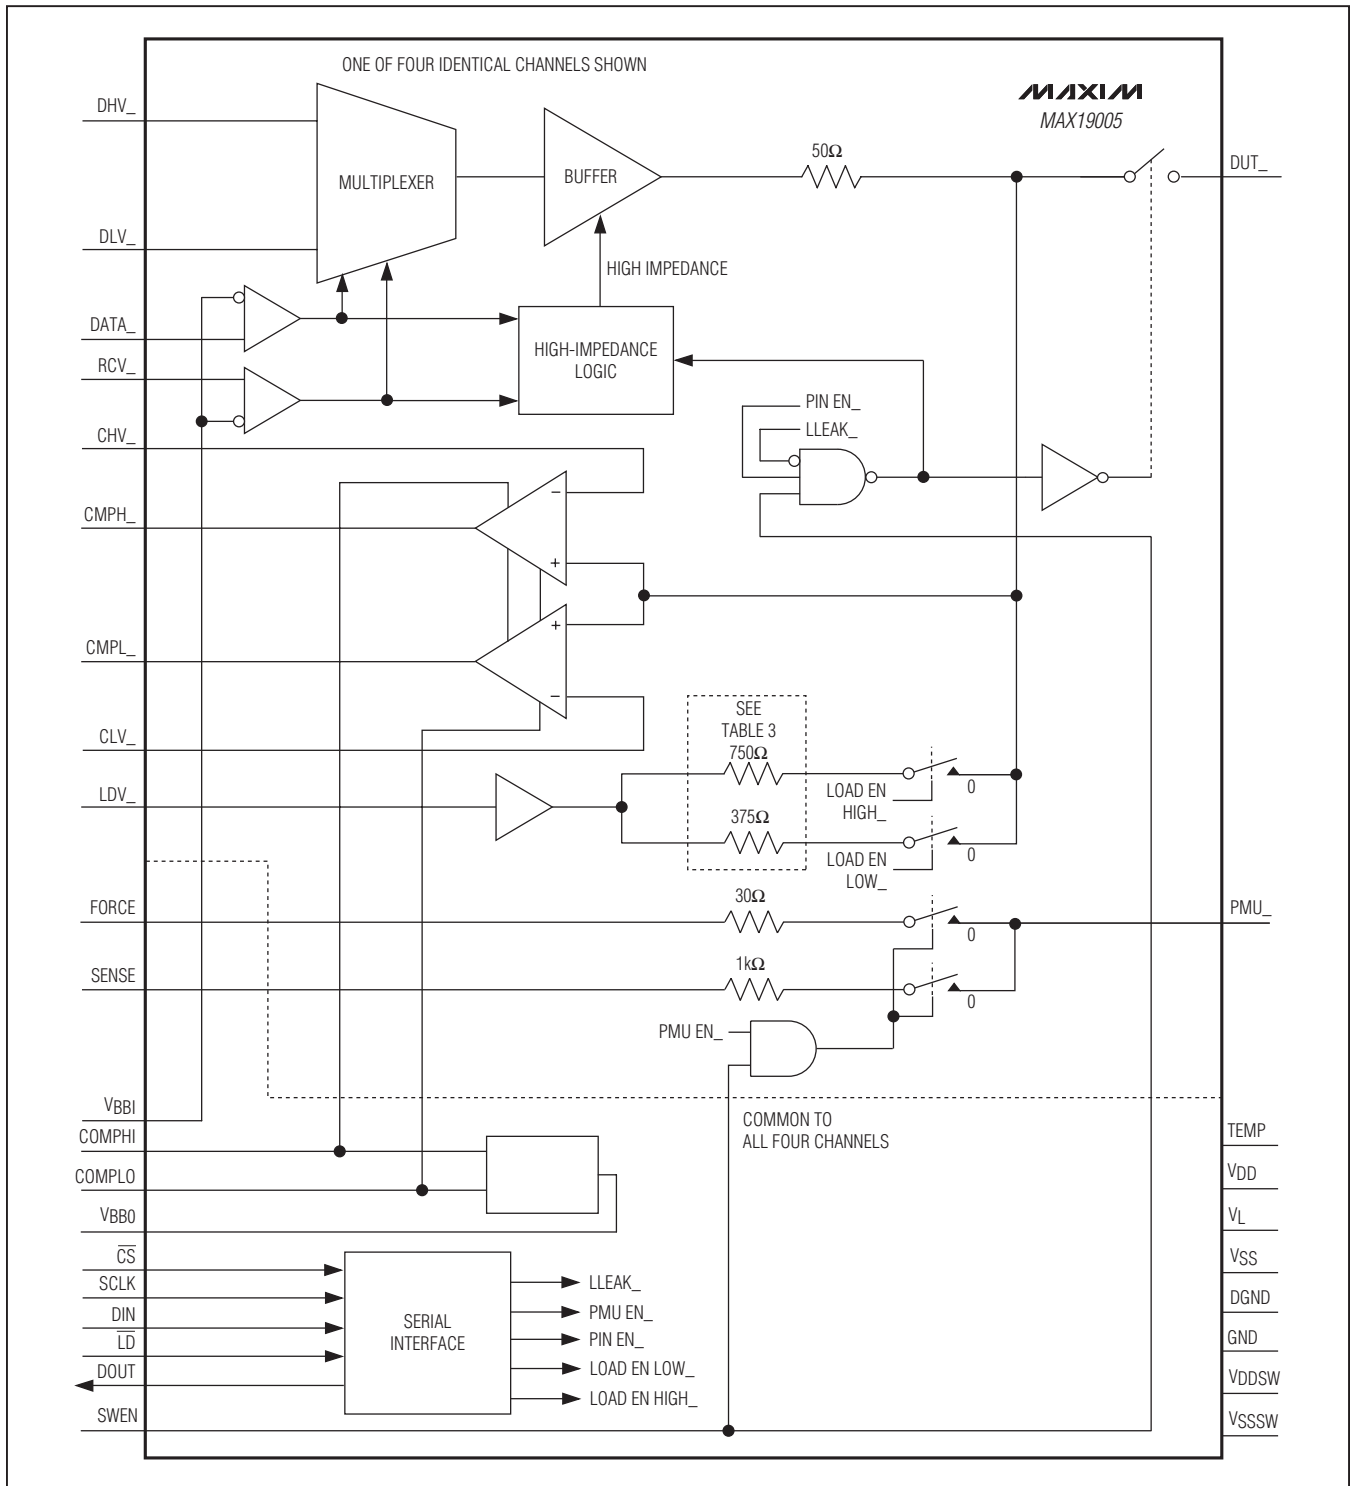 ONE OF FOUR IDENTICAL CHANNELS SHOWN
MAXIM
MAX19005
DHV_
MULTIPLEXER
BUFFER
50Ω
DUT_
DLV_
HIGH IMPEDANCE
DATA_
RCV_
HIGH-IMPEDANCE
LOGIC
PIN EN_
LLEAK_
CHV_
−
CMPH_
+
+
CMPL_
−
CLV_
SEE
TABLE 3
750Ω
LDV_
LOAD EN
HIGH_
0
375Ω
LOAD EN
LOW_
0
FORCE
30Ω
0
PMU_
SENSE
1kΩ
0
PMU EN_
VBBI
COMPHI
COMPLO
VBB0
COMMON TO
ALL FOUR CHANNELS
TEMP
VDD
VL
VSS
DGND
GND
VDDSW
VSSSW
C̅S̅
SCLK
DIN
L̅D̅
DOUT
SWEN
SERIAL
INTERFACE
LLEAK_
PMU EN_
PIN EN_
LOAD EN LOW_
LOAD EN HIGH_